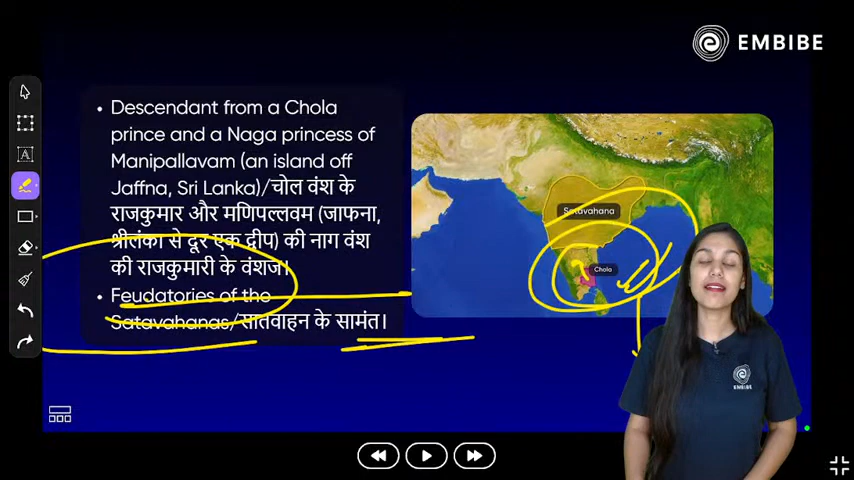 EMBIBE
• Descendant from a Chola
prince and a Naga princess of
Manipallavam (an island off
Jaffna, Sri Lanka)/चोल वंश के
राजकुमार और मणिपल्लवम (जाफना,
श्रीलंका से दूर एक द्वीप) की नाग वंश
की राजकुमारी के वंशज।
• Feudatories of the
Satavahanas/सातवाहन के सामंत।
Satavahana
Chola
EMBIBE